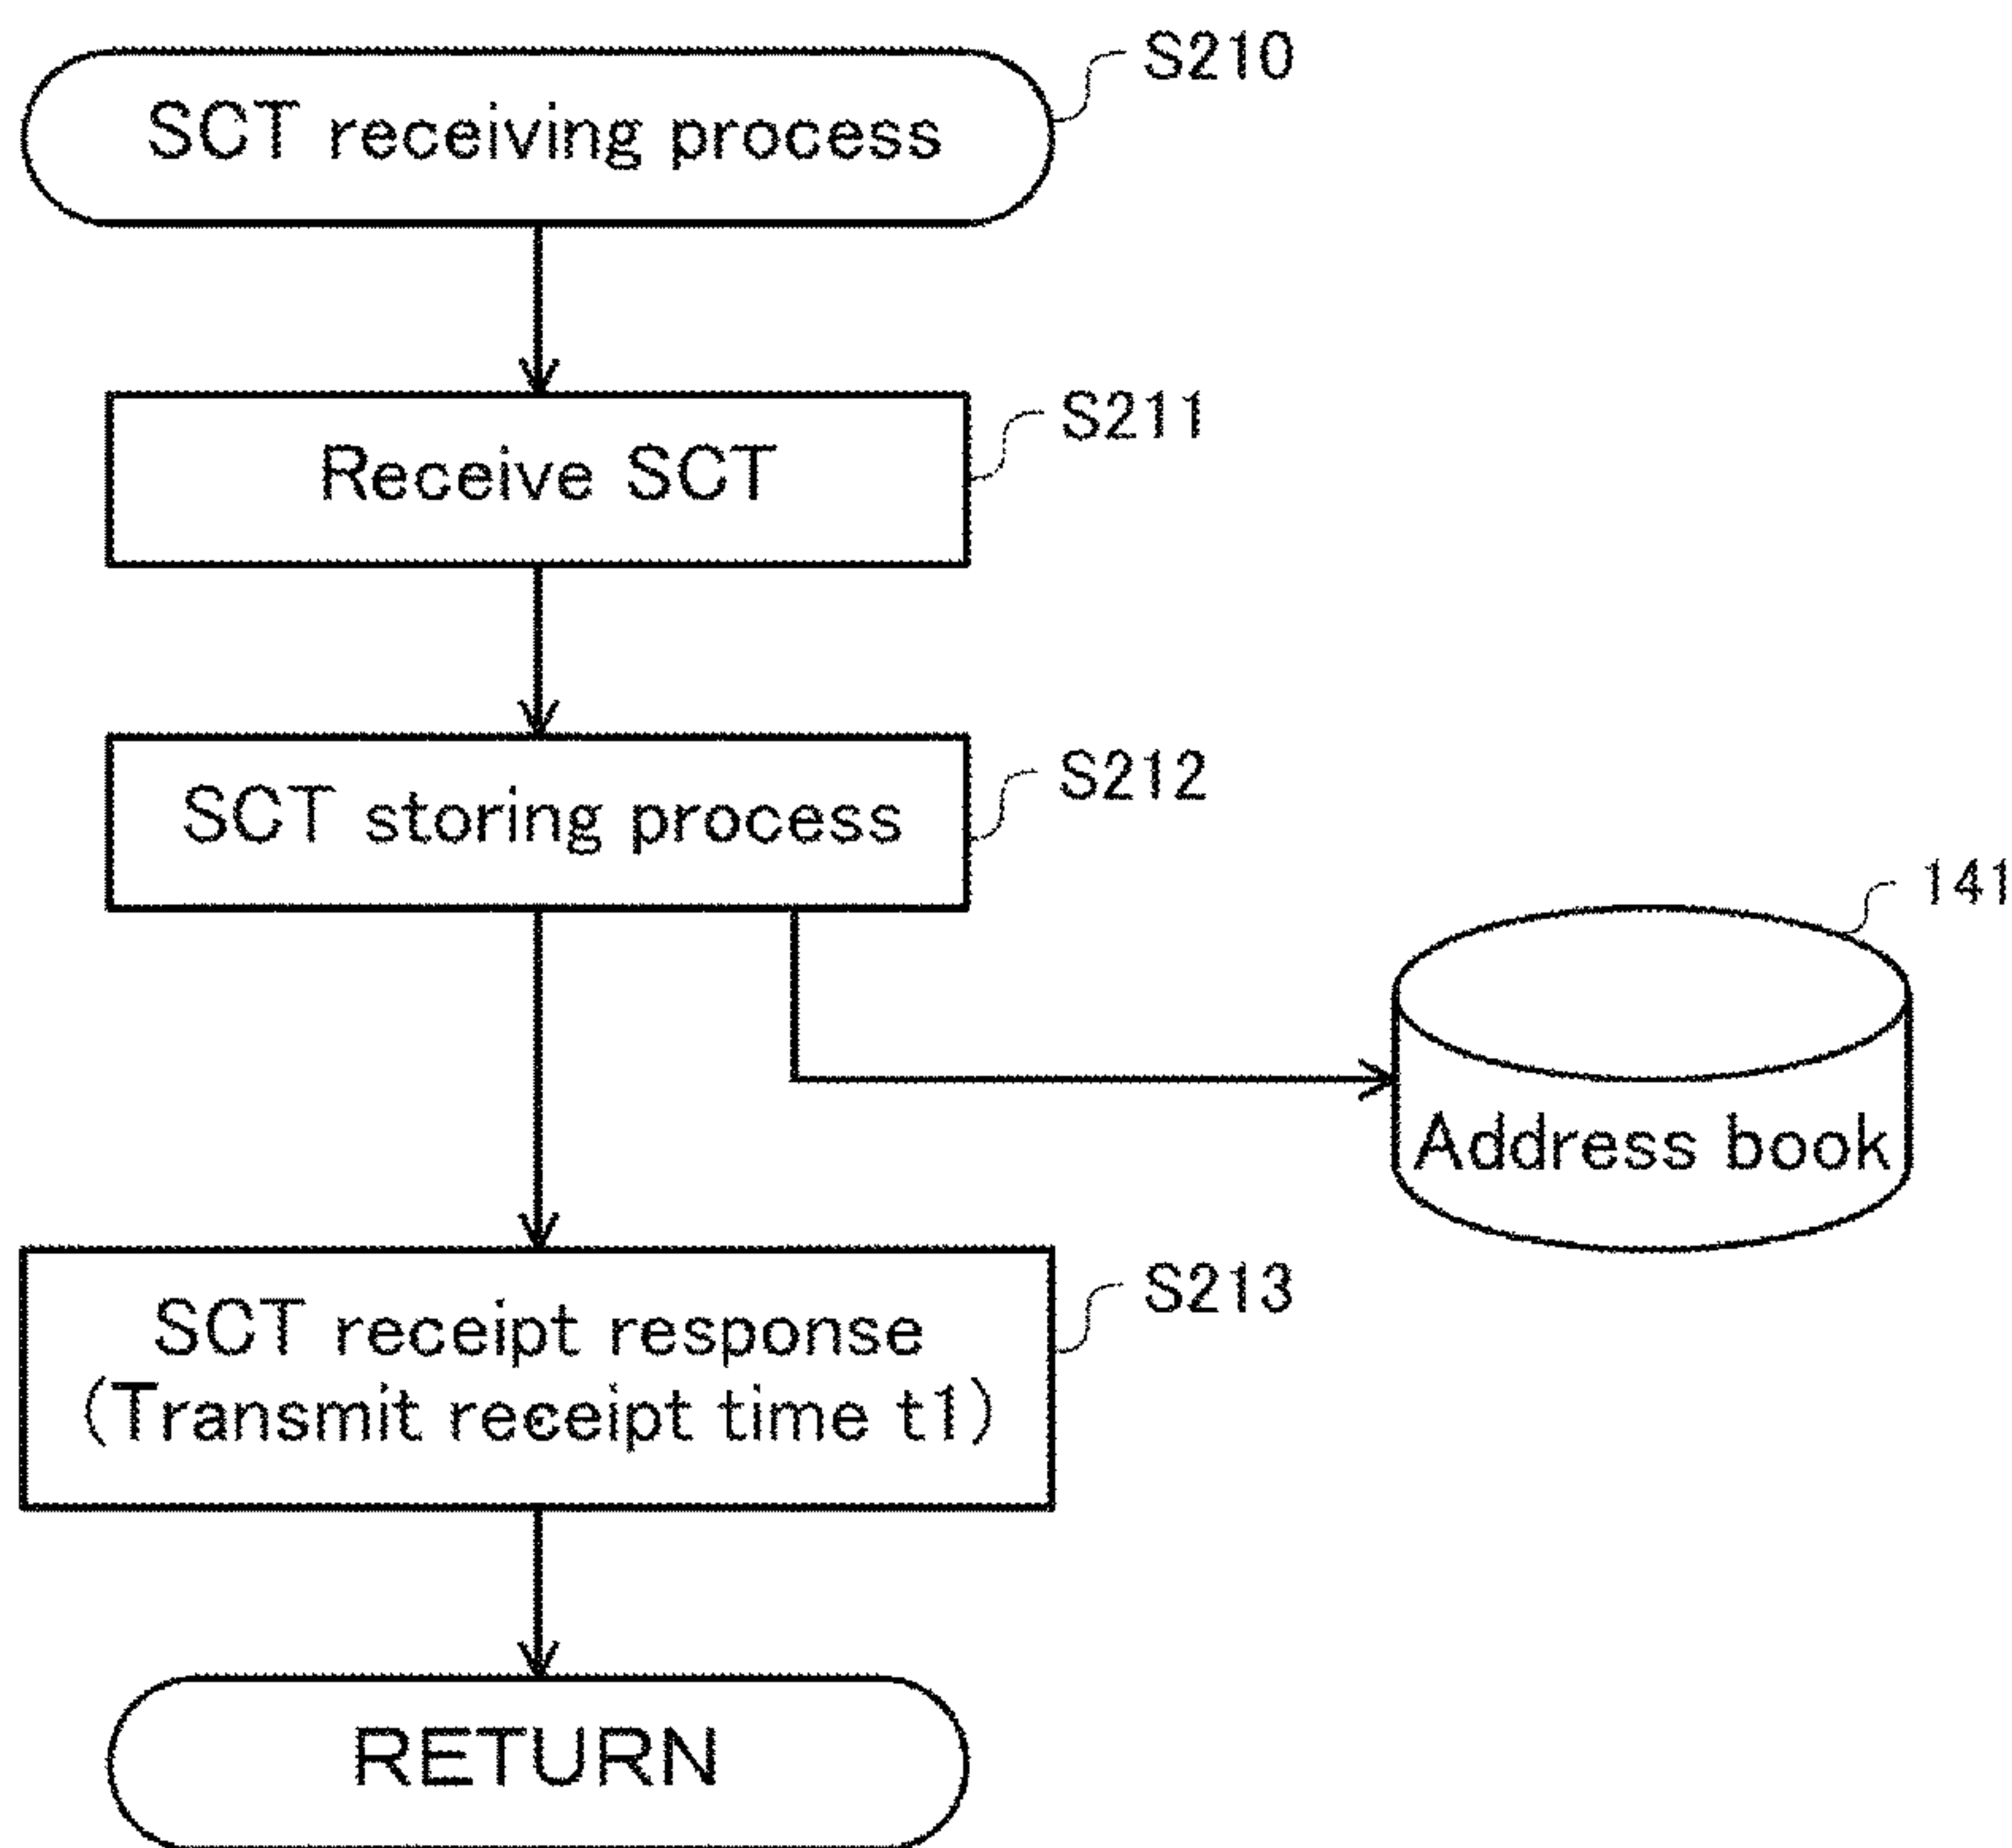 SCT receiving process
S210
Receive SCT
S211
SCT storing process
S212
141
Address book
SCT receipt response
(Transmit receipt time t1)
S213
RETURN